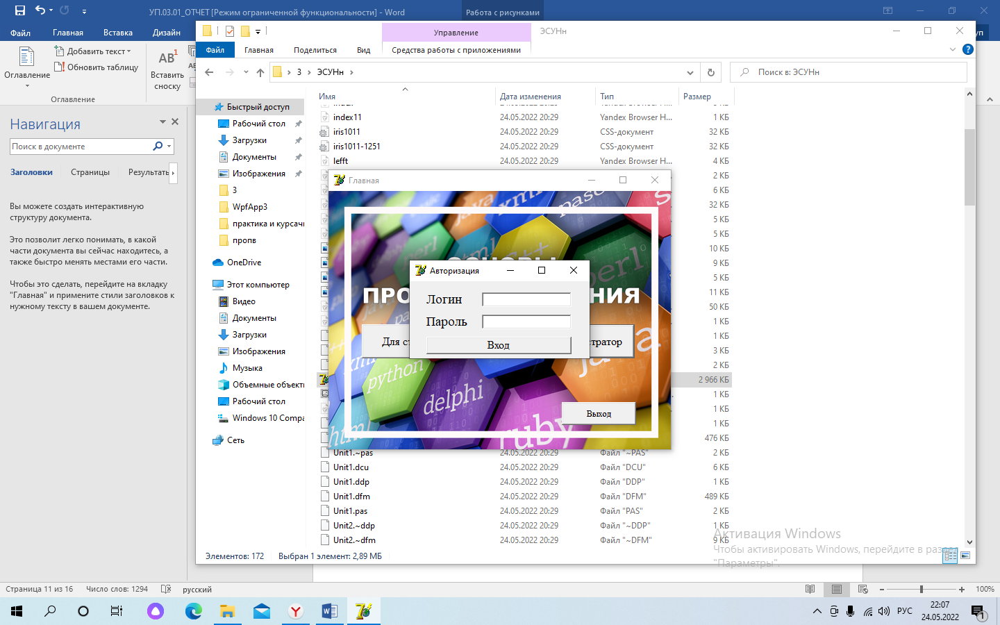 УП.03.01_ОТЧЕТ [Режим ограниченной функциональности] - Word
Работа с рисунками
Файл
Главная
Вставка
Дизайн
Оглавление
Добавить текст
Обновить таблицу
AB1
Вставить
сноску
Оглавление
Навигация
Поиск в документе
Заголовки
Страницы
Результаты
Вы можете создать интерактивную
структуру документа.
Это позволит легко понимать, в какой
части документа вы сейчас находитесь, а
также быстро менять местами его части.
Чтобы это сделать, перейдите на вкладку
"Главная" и примените стили заголовков к
нужному тексту в вашем документе.
Управление
ЭСУНн
Файл
Главная
Поделиться
Вид
Средства работы с приложениями
3
ЭСУНн
Поиск в: ЭСУНн
Быстрый доступ
Рабочий стол
Загрузки
Документы
Изображения
3
WpfApp3
практика и курсачи
пропв
OneDrive
Этот компьютер
Видео
Документы
Загрузки
Изображения
Музыка
Объемные объекты
Рабочий стол
Windows 10 Compa
Сеть
Имя Дата изменения Тип Размер
index11 24.05.2022 20:29 Yandex Browser H... 1 КБ
iris1011 24.05.2022 20:29 CSS-документ 32 КБ
iris1011-1251 24.05.2022 20:29 CSS-документ 32 КБ
lefft 24.05.2022 20:29 Yandex Browser H... 4 КБ
2 КБ
6 КБ
32 КБ
5 КБ
5 КБ
10 КБ
9 КБ
5 КБ
11 КБ
50 КБ
1 КБ
1 КБ
3 КБ
2 КБ
2 966 КБ
1 КБ
1 КБ
1 КБ
476 КБ
Unit1.~pas 24.05.2022 20:29 Файл "~PAS" 2 КБ
Unit1.dcu 24.05.2022 20:29 Файл "DCU" 6 КБ
Unit1.ddp 24.05.2022 20:29 Файл "DDP" 1 КБ
Unit1.dfm 24.05.2022 20:29 Файл "DFM" 489 КБ
Unit1.pas 24.05.2022 20:29 Файл "PAS" 2 КБ
Unit2.~ddp 24.05.2022 20:29 Файл "~DDP" 1 КБ
Unit2.~dfm 24.05.2022 20:29 Файл "~DFM" 9 КБ
Главная
java
xml
perl
python
delphi
ruby
html
java
Авторизация
Логин
Пароль
Вход
Для ст
стратор
Выход
Элементов: 172
Выбран 1 элемент: 2,89 МБ
Активация Windows
Чтобы активировать Windows, перейдите в раздел
"Параметры".
Страница 11 из 16
Число слов: 1294
русский
100%
РУС
22:07
24.05.2022
1